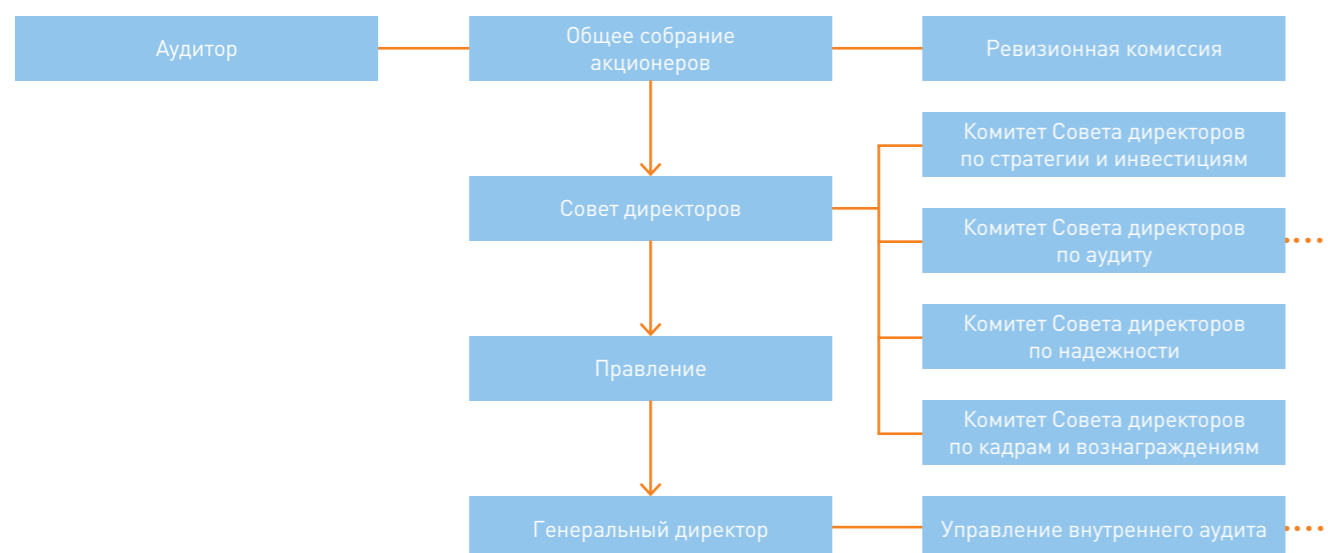 Аудитор
Общее собрание
акционеров
Ревизионная комиссия
Комитет Совета директоров
по стратегии и инвестициям
Совет директоров
Комитет Совета директоров
по аудиту
Комитет Совета директоров
по надежности
Правление
Комитет Совета директоров
по кадрам и вознаграждениям
Генеральный директор
Управление внутреннего аудита